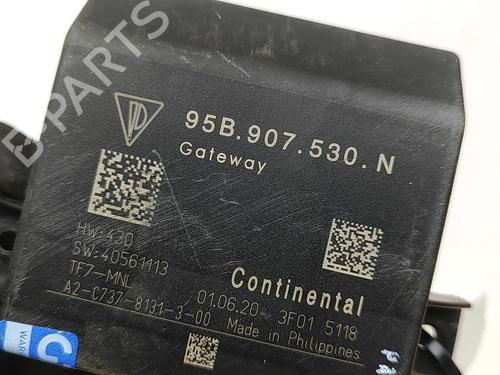 95B.907.530.N
Gateway
HW:430
SW:40561113
TF7-MNL
A2-C737-8131-3-00
Continental
01.06.20 3F01 5118
Made in Philippines
WAR
B-PARTS